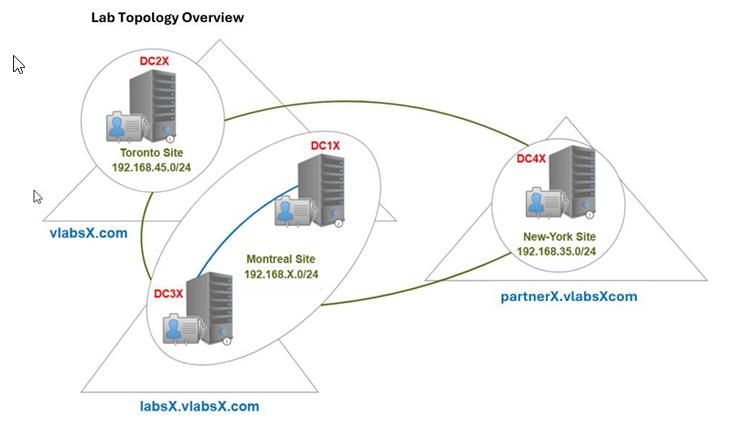 Lab Topology Overview
DC2X
Toronto Site
192.168.45.0/24
vlabsX.com
DC1X
Montreal Site
192.168.X.0/24
DC3X
labsX.vlabsX.com
DC4X
New-York Site
192.168.35.0/24
partnerX.vlabsXcom